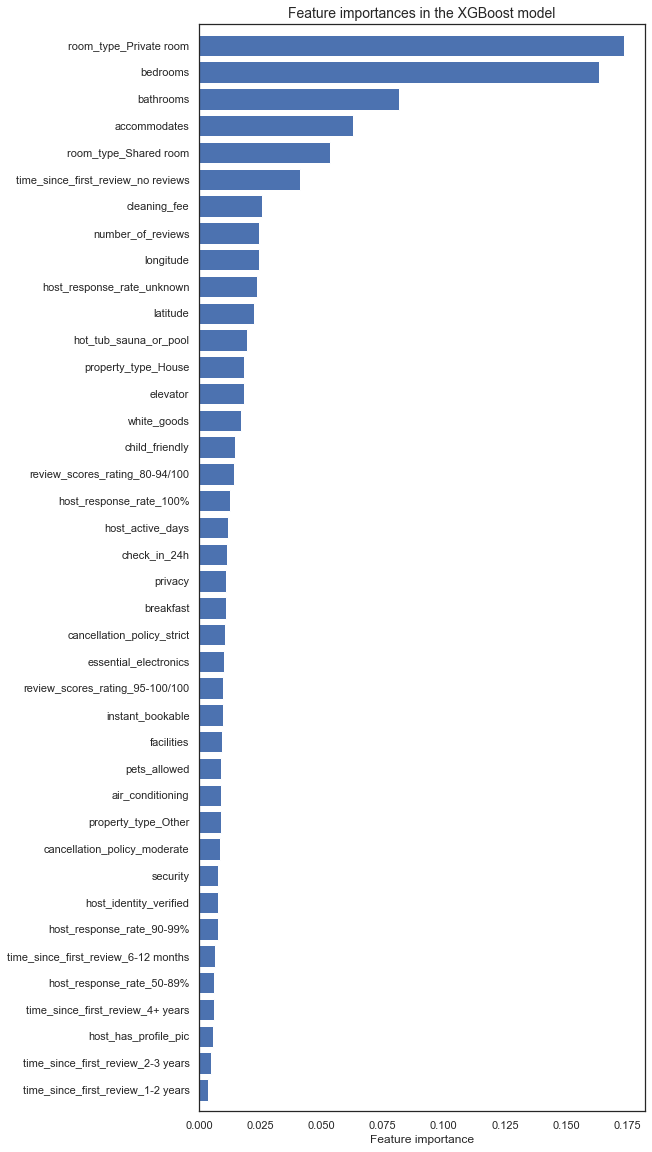 Feature importances in the XGBoost model
room_type_Private room
bedrooms
bathrooms
accommodates
room_type_Shared room
time_since_first_review_no reviews
cleaning_fee
number_of_reviews
longitude
host_response_rate_unknown
latitude
hot_tub_sauna_or_pool
property_type_House
elevator
white_goods
child_friendly
review_scores_rating_80-94/100
host_response_rate_100%
host_active_days
check_in_24h
privacy
breakfast
cancellation_policy_strict
essential_electronics
review_scores_rating_95-100/100
instant_bookable
facilities
pets_allowed
air_conditioning
property_type_Other
cancellation_policy_moderate
security
host_identity_verified
host_response_rate_90-99%
time_since_first_review_6-12 months
host_response_rate_50-89%
time_since_first_review_4+ years
host_has_profile_pic
time_since_first_review_2-3 years
time_since_first_review_1-2 years
0.000 0.025 0.050 0.075 0.100 0.125 0.150 0.175
Feature importance